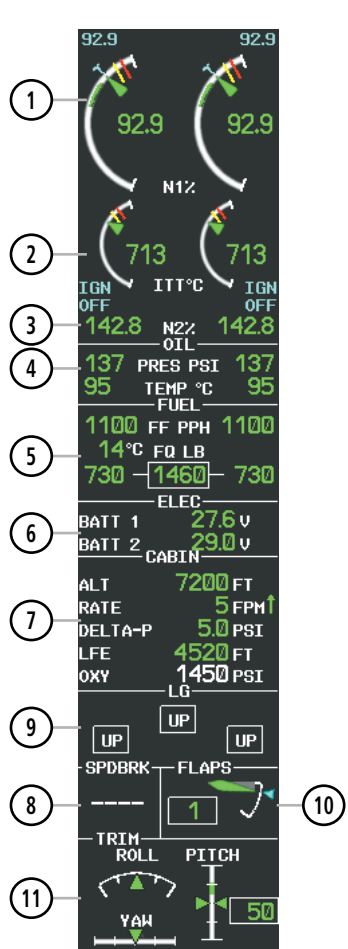 92.9 92.9
1
92.9 92.9
N1%
2
713 713
IGN ITT°C IGN
OFF OFF
3
142.8 N2% 142.8
OIL
4
137 PRES PSI 137
95 TEMP °C 95
FUEL
1100 FF PPH 1100
5
14°C FQ LB
730 1460 730
ELEC
6
BATT 1 27.6 V
BATT 2 29.0 V
CABIN
ALT 7200 FT
RATE 5 FPM↑
7
DELTA-P 5.0 PSI
LFE 4520 FT
OXY 1450 PSI
LG
9
UP
UP UP
SPDBRK FLAPS
8
---- 1
10
TRIM
ROLL PITCH
11
50
YAW